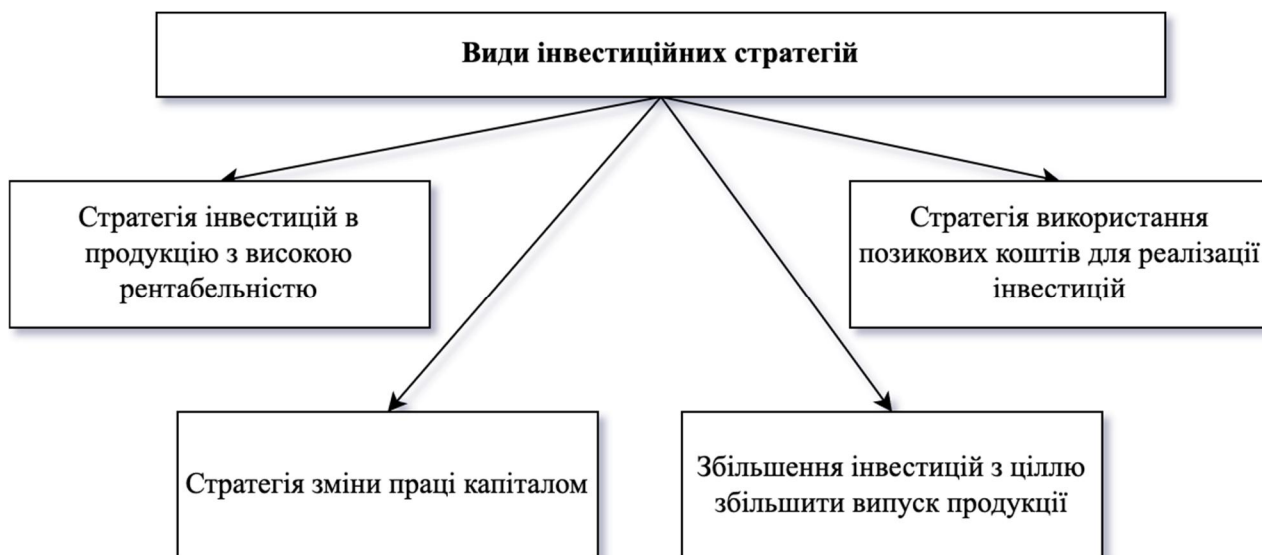 Види інвестиційних стратегій
Стратегія інвестицій в
продукцію з високою
рентабельністю
Стратегія використання
позикових коштів для реалізації
інвестицій
Стратегія зміни праці капіталом
Збільшення інвестицій з ціллю
збільшити випуск продукції